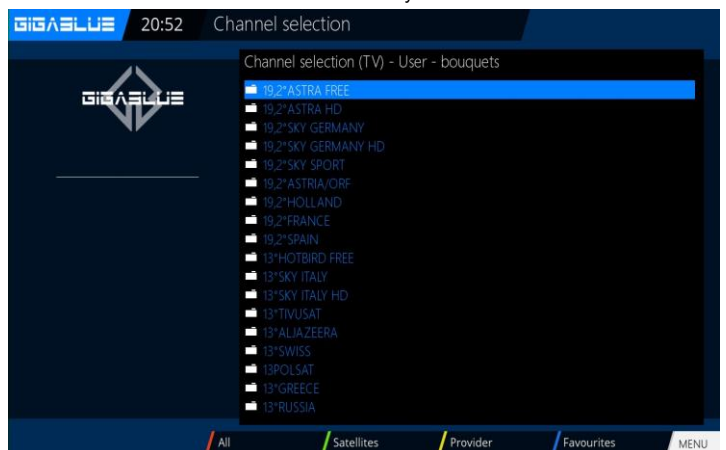 GIGABLUE 20:52 Channel selection
Channel selection (TV) - User - bouquets
GIGABLUE
19,2°ASTRA FREE
19,2°ASTRA HD
19,2°SKY GERMANY
19,2°SKY GERMANY HD
19,2°SKY SPORT
19,2°ASTRIA/ORF
19,2°HOLLAND
19,2°FRANCE
19,2°SPAIN
13°HOTBIRD FREE
13°SKY ITALY
13°SKY ITALY HD
13°TIVUSAT
13°ALJAZEERA
13°SWISS
13POLSAT
13°GREECE
13°RUSSIA
All Satellites Provider Favourites MENU